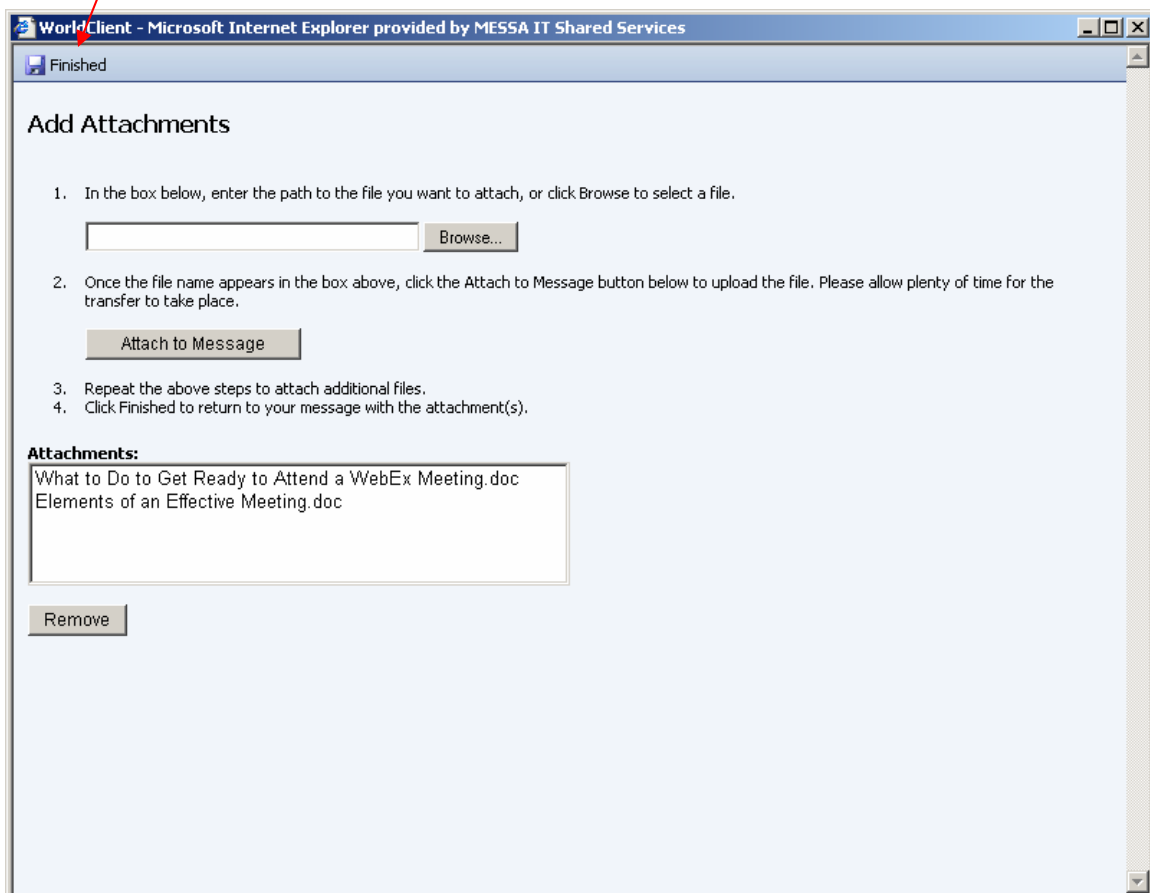 WorldClient - Microsoft Internet Explorer provided by MESSA IT Shared Services
Finished
Add Attachments
1. In the box below, enter the path to the file you want to attach, or click Browse to select a file.
Browse...
2. Once the file name appears in the box above, click the Attach to Message button below to upload the file. Please allow plenty of time for the
transfer to take place.
Attach to Message
3. Repeat the above steps to attach additional files.
4. Click Finished to return to your message with the attachment(s).
Attachments:
What to Do to Get Ready to Attend a WebEx Meeting.doc
Elements of an Effective Meeting.doc
Remove